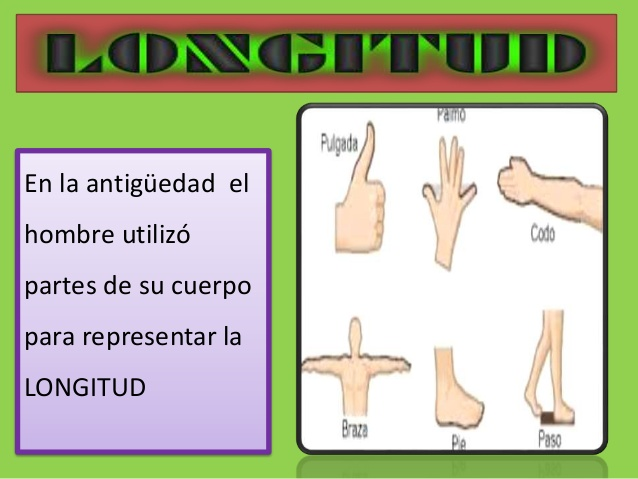 LONGITUD
En la antigüedad el
hombre utilizó
partes de su cuerpo
para representar la
LONGITUD
Pulgada
Palmo
Codo
Braza
Pie
Paso